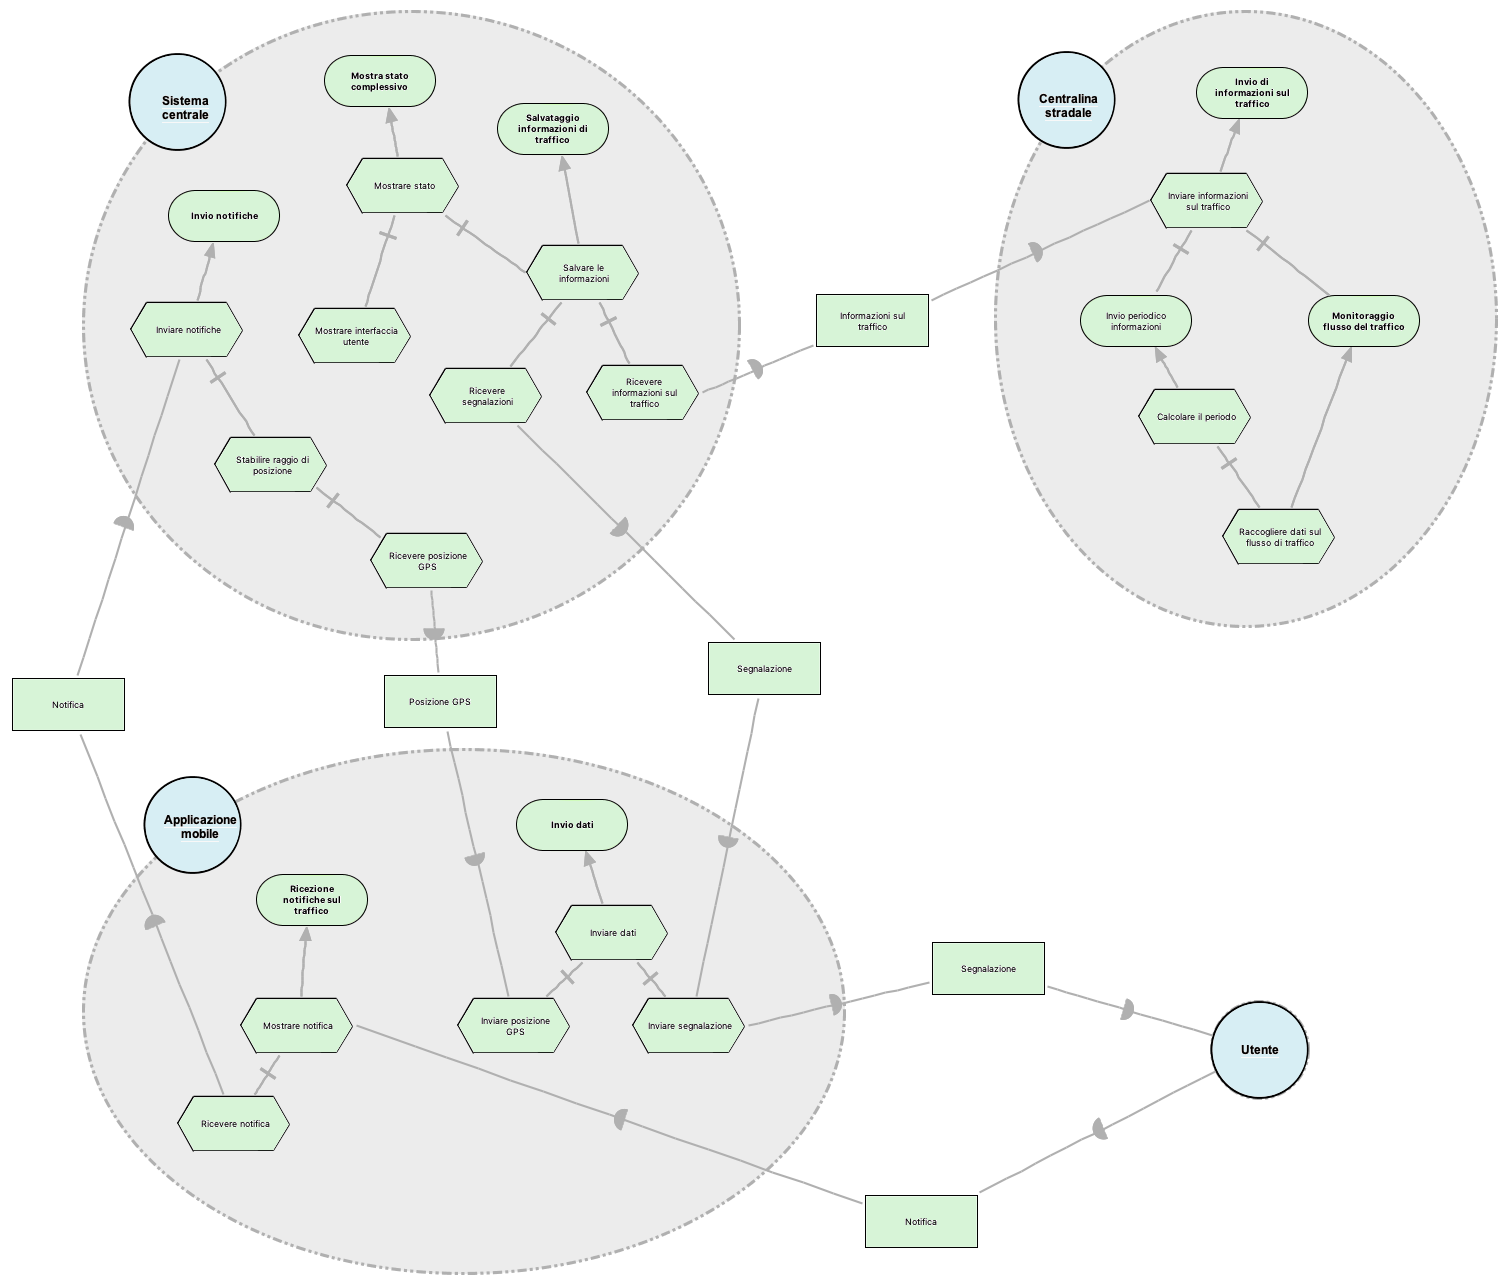 Sistema
centrale
Mostra stato
complessivo
Salvataggio
informazioni di
traffico
Mostrare stato
Invio notifiche
Salvare le
informazioni
Inviare notifiche
Mostrare interfaccia
utente
Ricevere
segnalazioni
Ricevere
informazioni sul
traffico
Stabilire raggio di
posizione
Ricevere posizione
GPS
Informazioni sul
traffico
Centralina
stradale
Invio di
informazioni sul
traffico
Inviare informazioni
sul traffico
Invio periodico
informazioni
Monitoraggio
flusso del traffico
Calcolare il periodo
Raccogliere dati sul
flusso di traffico
Notifica
Posizione GPS
Segnalazione
Applicazione
mobile
Invio dati
Ricezione
notifiche sul
traffico
Inviare dati
Mostrare notifica
Inviare posizione
GPS
Inviare segnalazione
Ricevere notifica
Segnalazione
Utente
Notifica